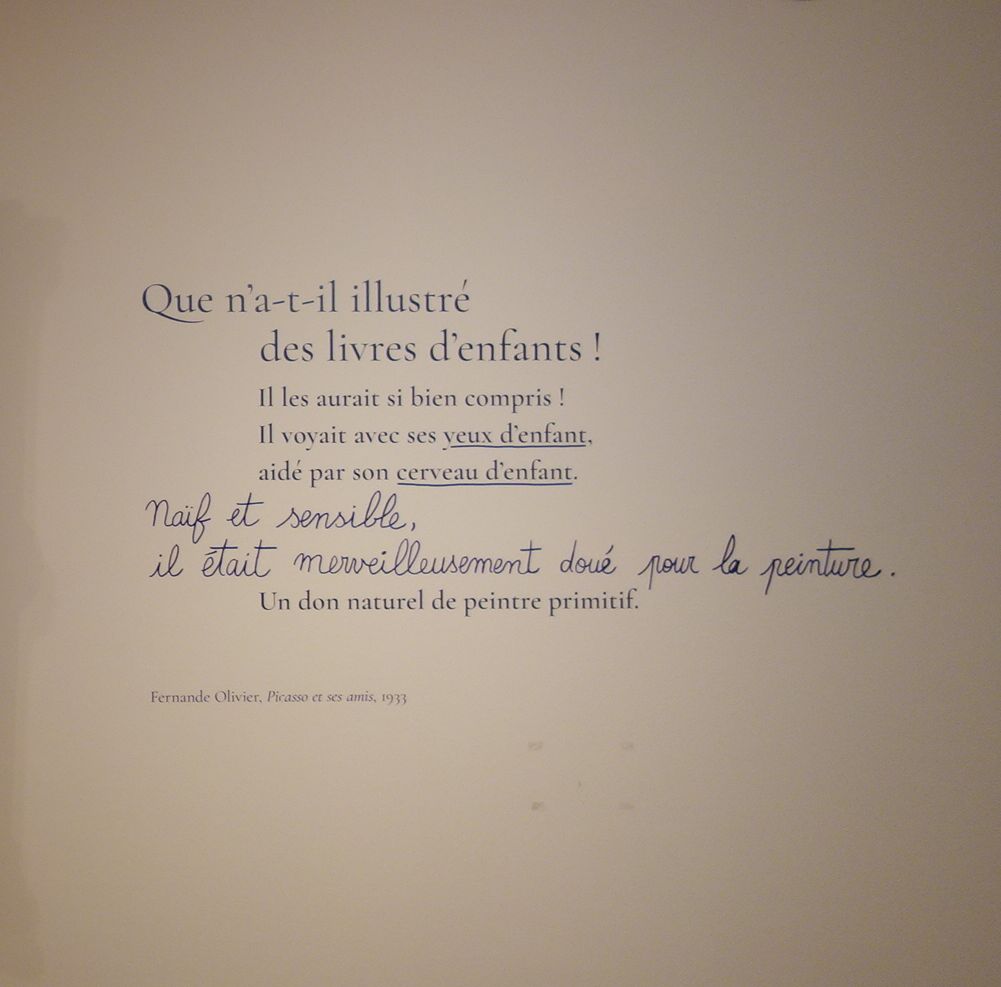 Que n'a-t-il illustré
des livres d'enfants !
Il les aurait si bien compris !
Il voyait avec ses yeux d'enfant,
aidé par son cerveau d'enfant.
Naïf et sensible,
il était merveilleusement doué pour la peinture.
Un don naturel de peintre primitif.
Fernande Olivier, Picasso et ses amis, 1933